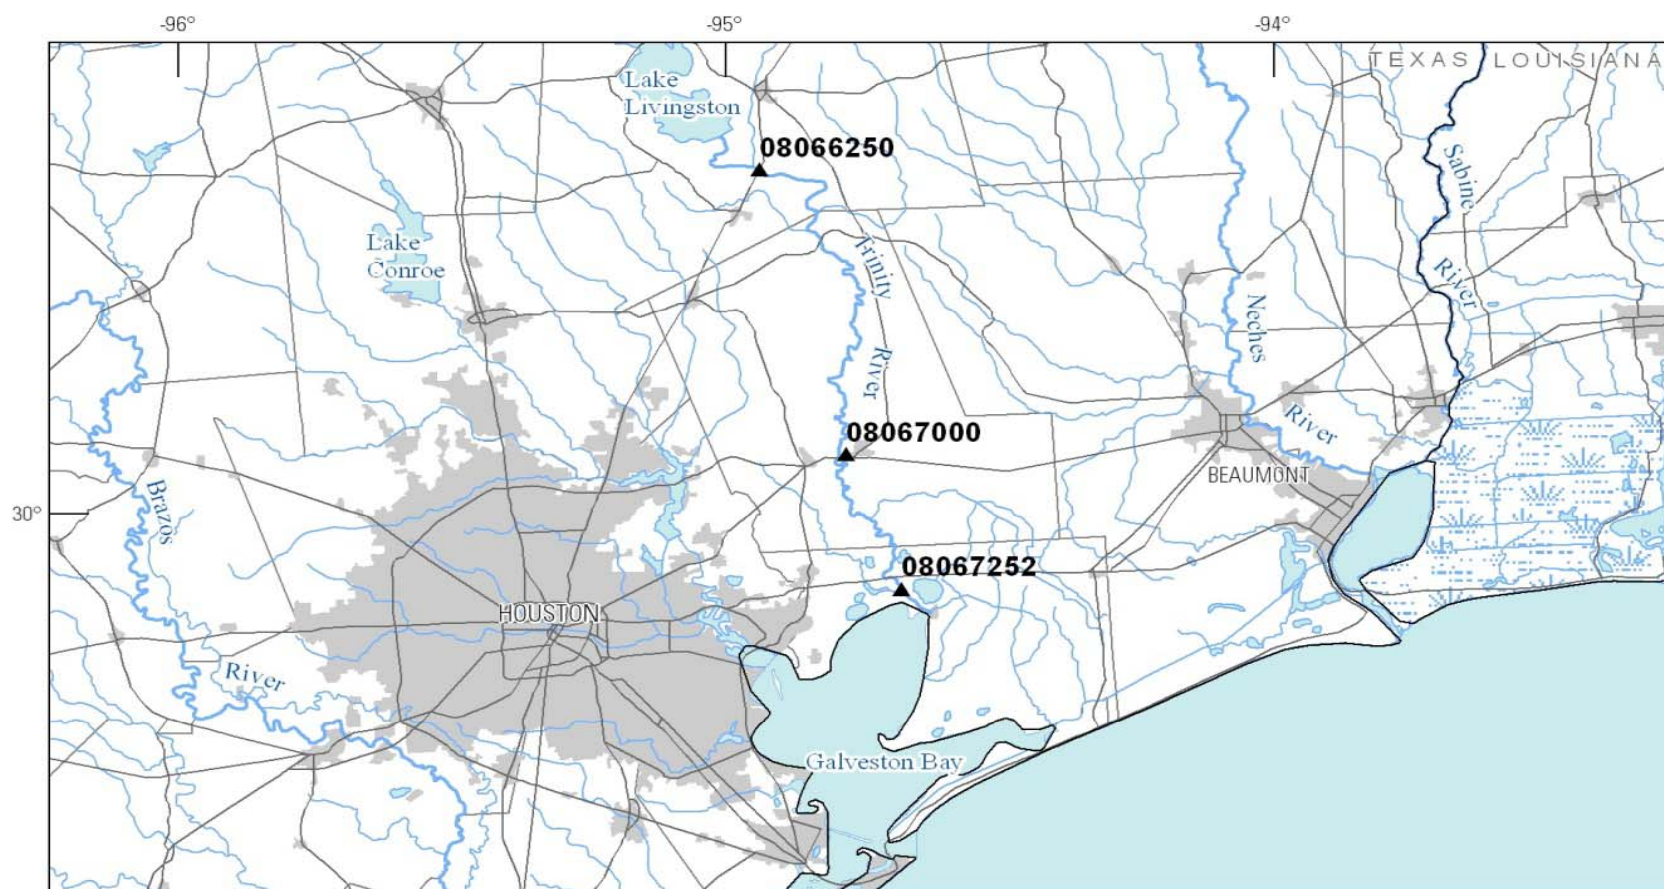 -96°
-95°
-94°
TEXAS
LOUISIANA
Lake
Livingston
08066250
Sabine
River
Lake
Conroe
Trinity
River
Neches
River
08067000
BEAUMONT
30°
Brazos
River
08067252
HOUSTON
Galveston Bay